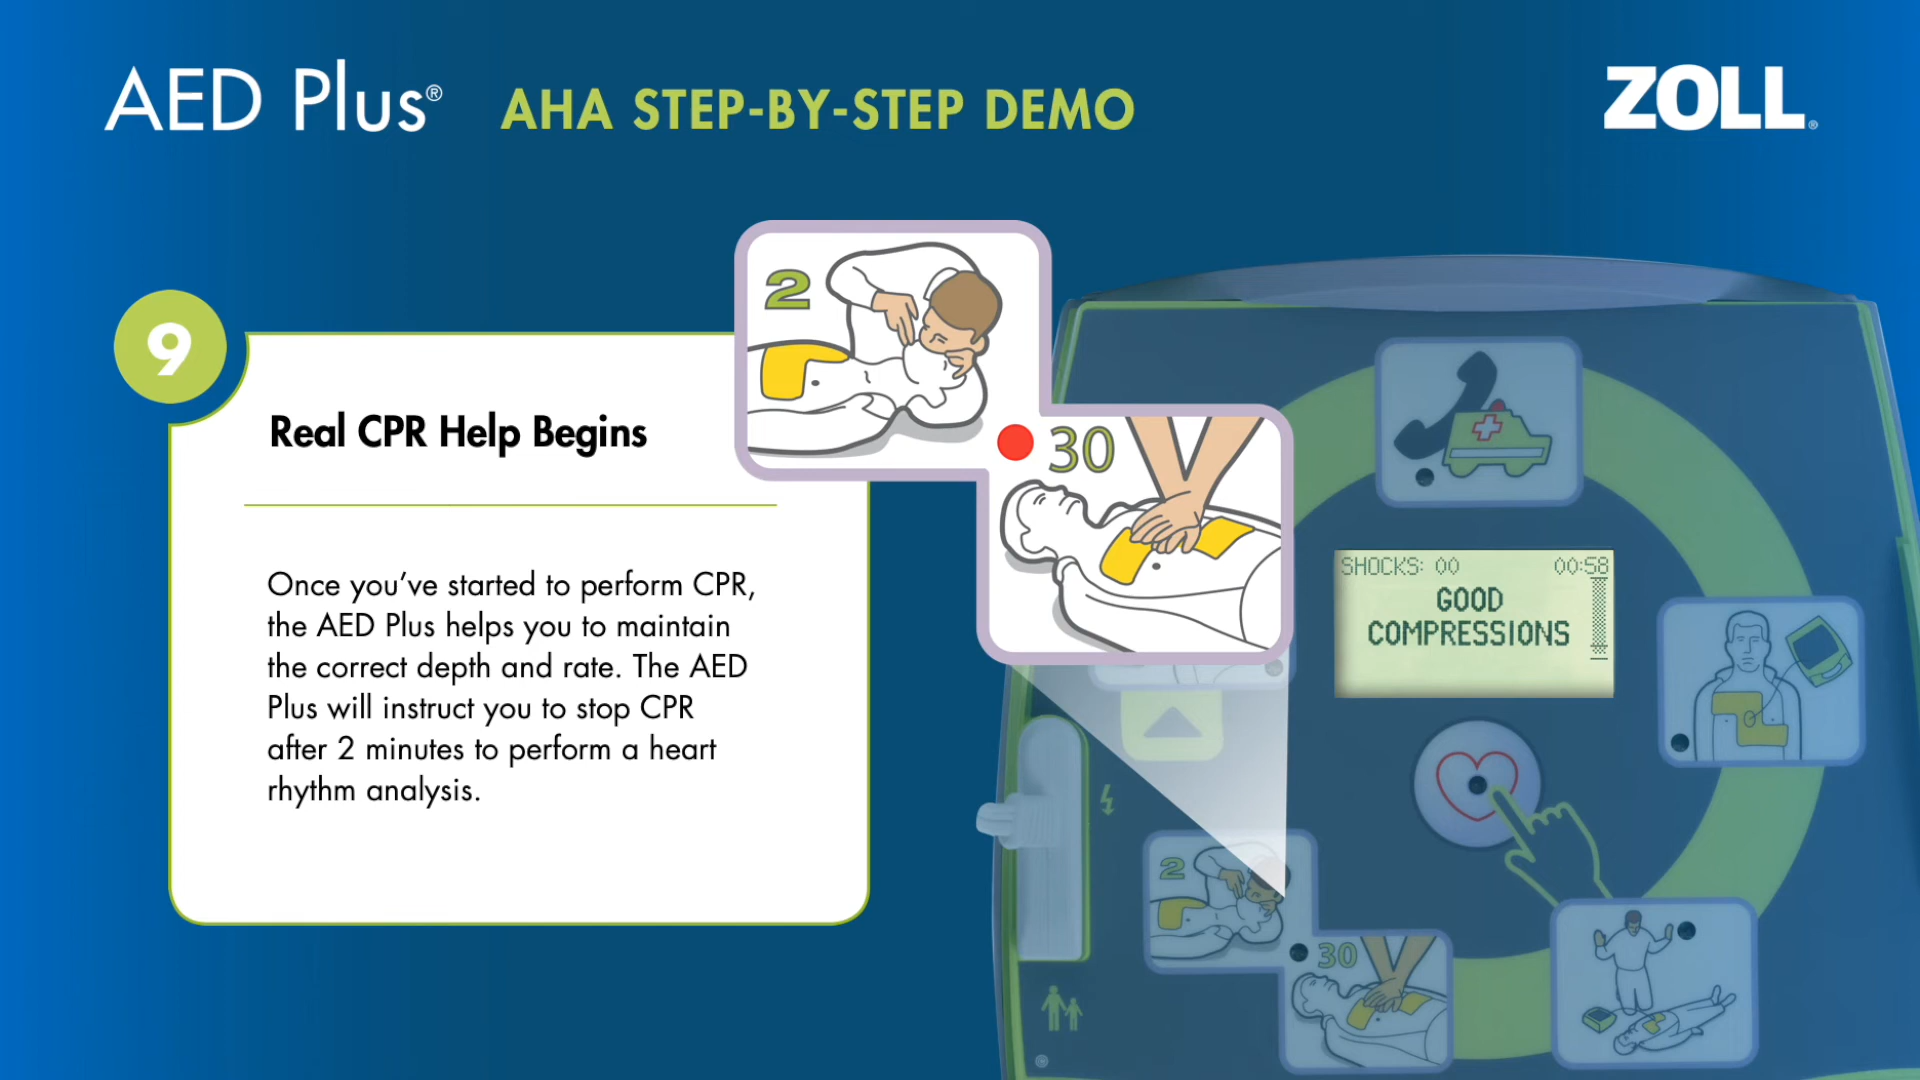 AED Plus® AHA STEP-BY-STEP DEMO
ZOLL®
9
Real CPR Help Begins
Once you've started to perform CPR,
the AED Plus helps you to maintain
the correct depth and rate. The AED
Plus will instruct you to stop CPR
after 2 minutes to perform a heart
rhythm analysis.
2
30
SHOCKS: 00 00:58
GOOD
COMPRESSIONS
2
30
®